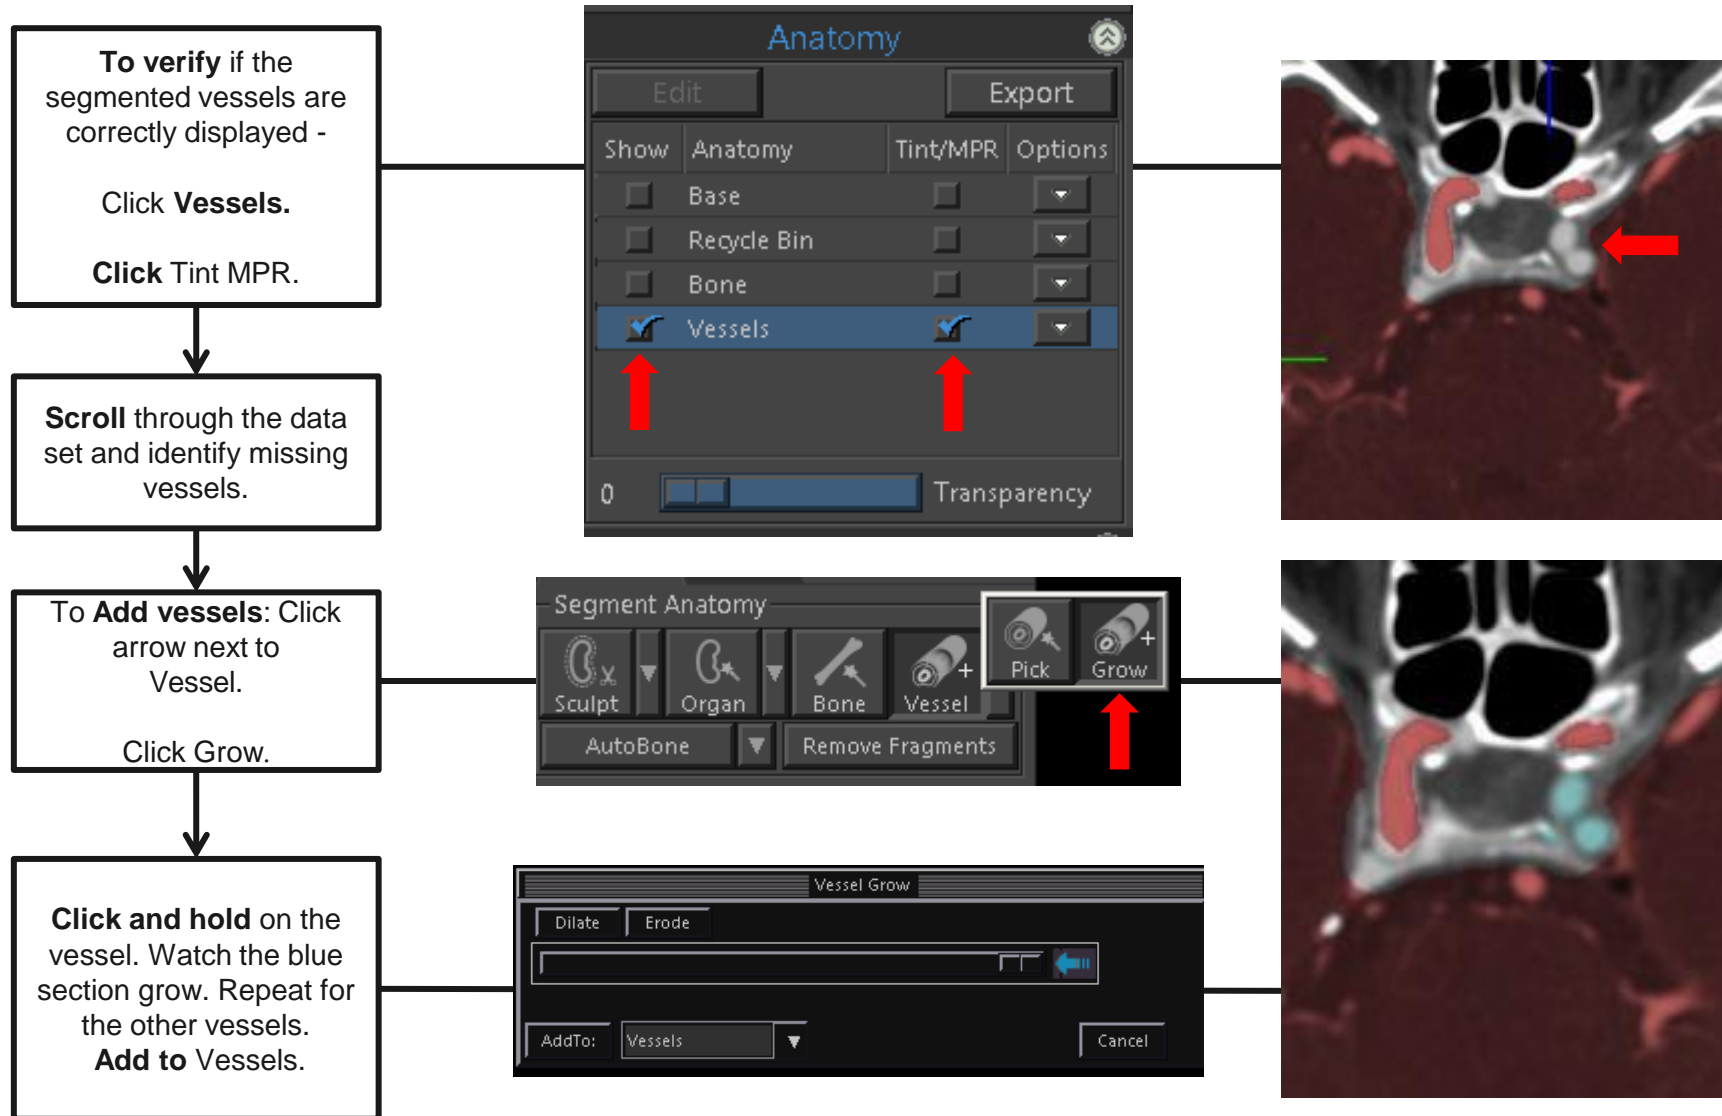 To verify if the
segmented vessels are
correctly displayed -
Click Vessels.
Click Tint MPR.
Scroll through the data
set and identify missing
vessels.
To Add vessels: Click
arrow next to
Vessel.
Click Grow.
Click and hold on the
vessel. Watch the blue
section grow. Repeat for
the other vessels.
Add to Vessels.
Anatomy
Edit Export
Show Anatomy Tint/MPR Options
Base
Recycle Bin
Bone
Vessels
0 Transparency
Segment Anatomy
Sculpt Organ Bone Vessel Pick Grow
AutoBone Remove Fragments
Vessel Grow
Dilate Erode
AddTo: Vessels Cancel